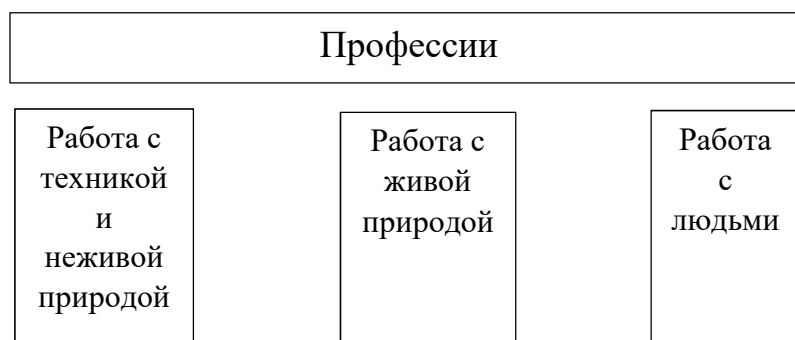 Профессии
Работа с
техникой
и
неживой
природой
Работа с
живой
природой
Работа
с
людьми